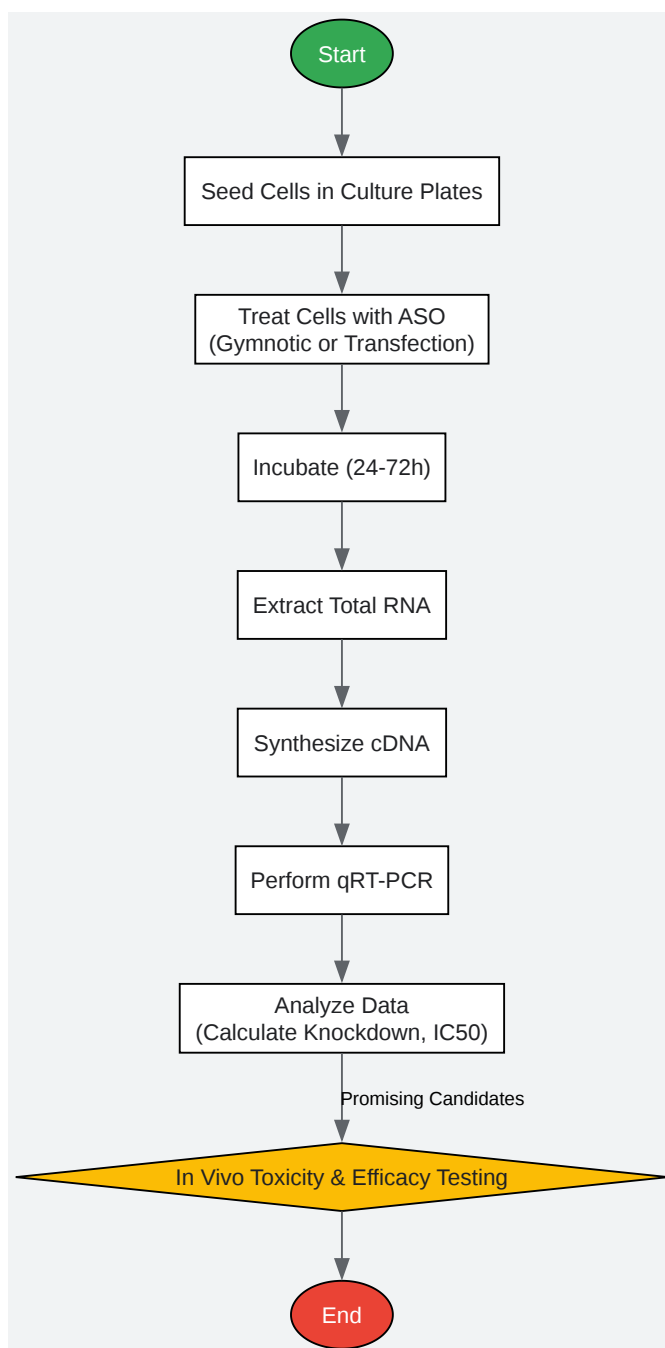 Start
Seed Cells in Culture Plates
Treat Cells with ASO
(Gymnotic or Transfection)
Incubate (24-72h)
Extract Total RNA
Synthesize cDNA
Perform qRT-PCR
Analyze Data
(Calculate Knockdown, IC50)
Promising Candidates
In Vivo Toxicity & Efficacy Testing
End